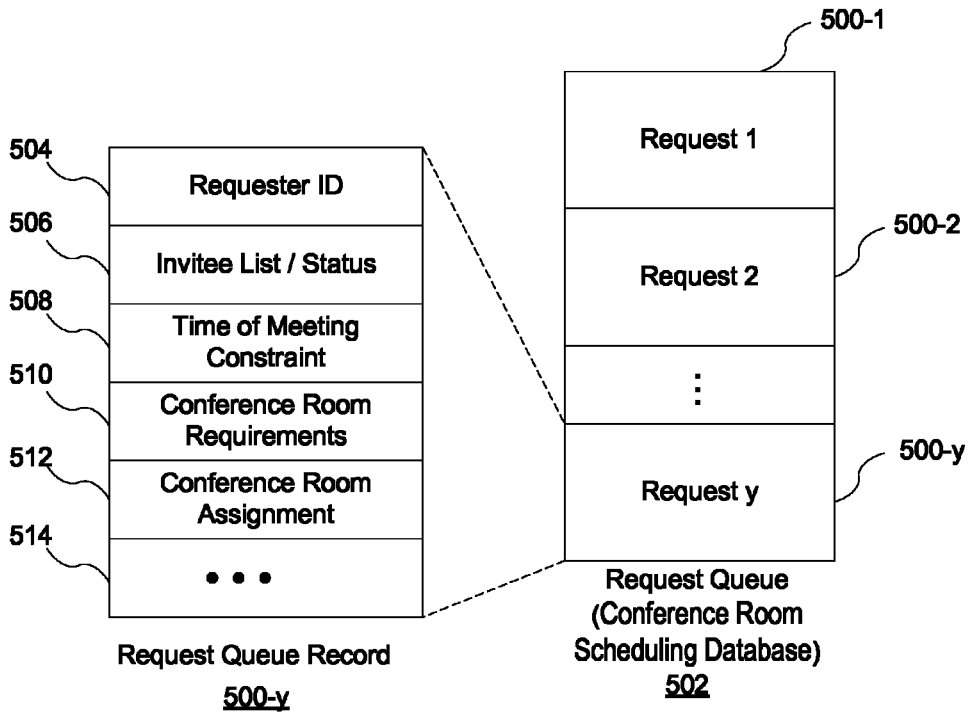 504
Requester ID
506
Invitee List / Status
508
Time of Meeting
Constraint
510
Conference Room
Requirements
512
Conference Room
Assignment
514
• • •
Request Queue Record
500-y
500-1
Request 1
500-2
Request 2
⋮
500-y
Request y
Request Queue
(Conference Room
Scheduling Database)
502